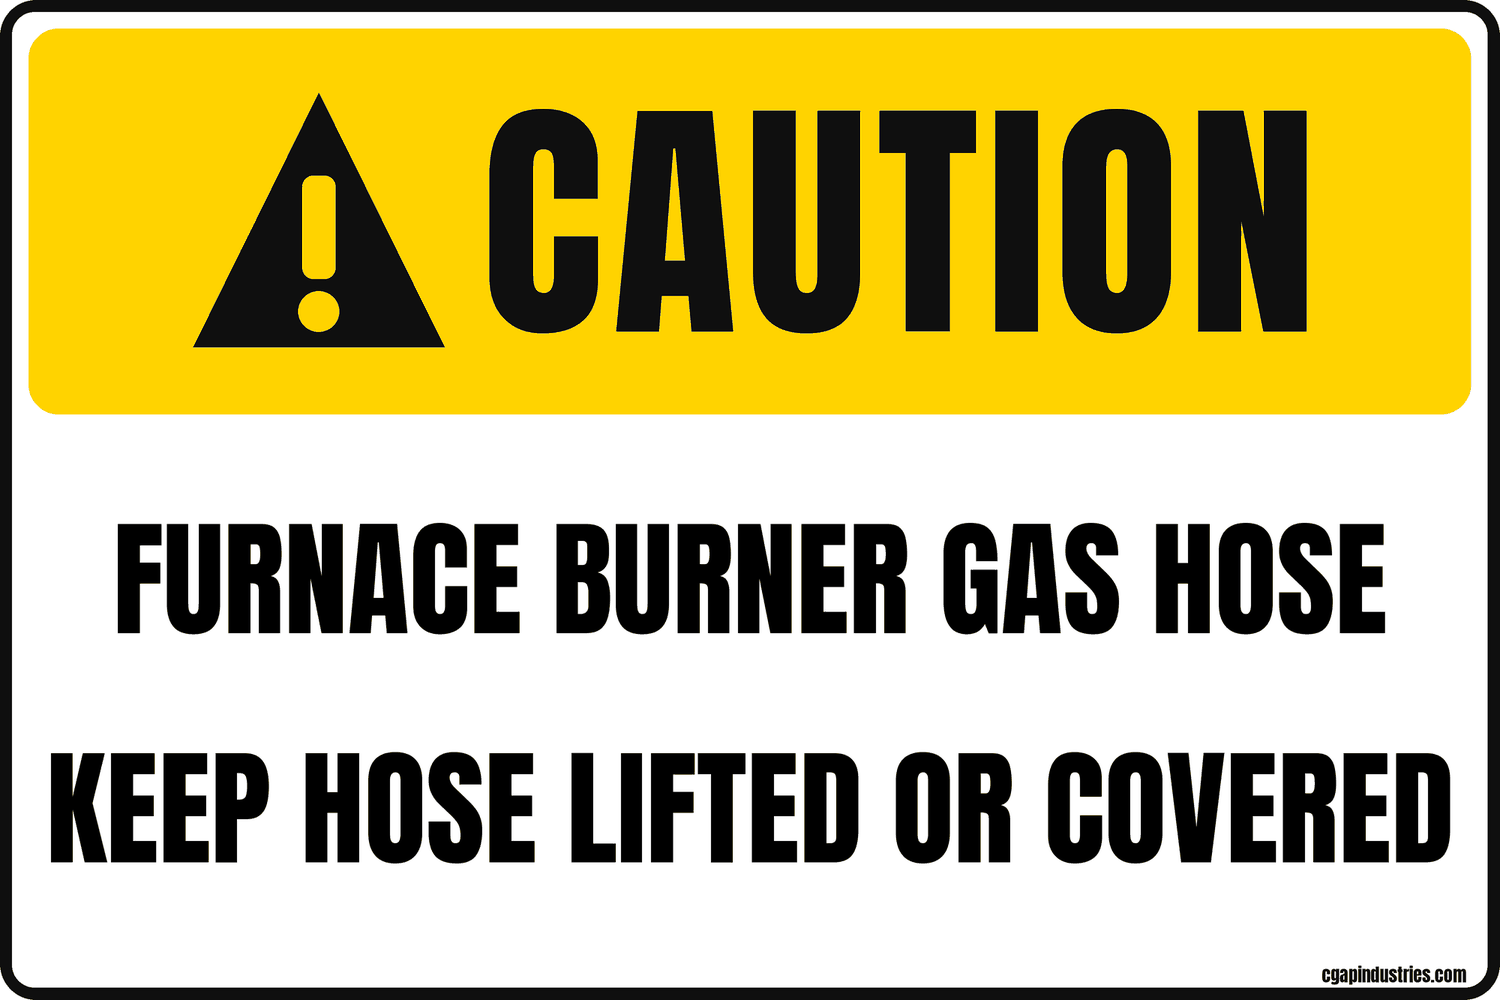 CAUTION
FURNACE BURNER GAS HOSE
KEEP HOSE LIFTED OR COVERED
cgapindustries.com